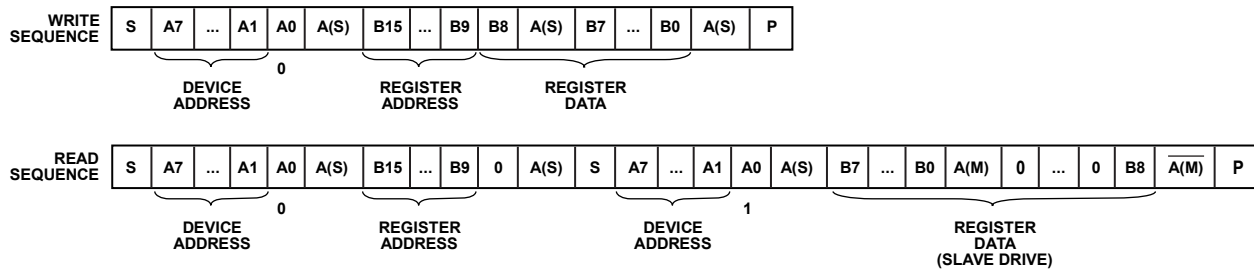 WRITE
SEQUENCE
S A7 ... A1 A0 A(S) B15 ... B9 B8 A(S) B7 ... B0 A(S) P
0
DEVICE
ADDRESS
REGISTER
ADDRESS
REGISTER
DATA
READ
SEQUENCE
S A7 ... A1 A0 A(S) B15 ... B9 0 A(S) S A7 ... A1 A0 A(S) B7 ... B0 A(M) 0 ... 0 B8 A(M) P
0 1
DEVICE
ADDRESS
REGISTER
ADDRESS
DEVICE
ADDRESS
REGISTER
DATA
(SLAVE DRIVE)